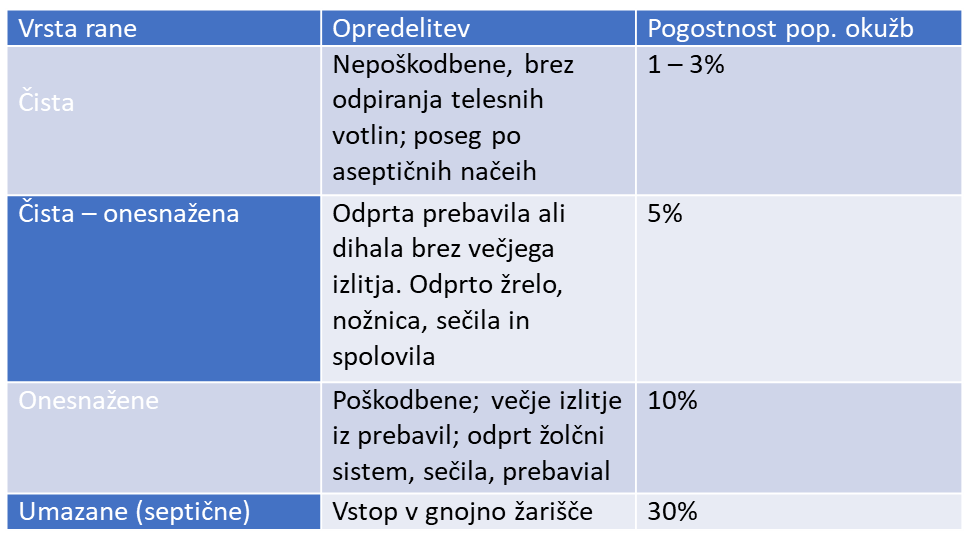 Vrsta rane
Opredelitev
Pogostnost pop. okužb
Čista
Nepoškodbene, brez
odpiranja telesnih
votlin; poseg po
aseptičnih načeih
1 – 3%
Čista – onesnažena
Odprta prebavila ali
dihala brez večjega
izlitja. Odprto žrelo,
nožnica, sečila in
spolovila
5%
Onesnažene
Poškodbene; večje izlitje
iz prebavil; odprt žolčni
sistem, sečila, prebavial
10%
Umazane (septične)
Vstop v gnojno žarišče
30%